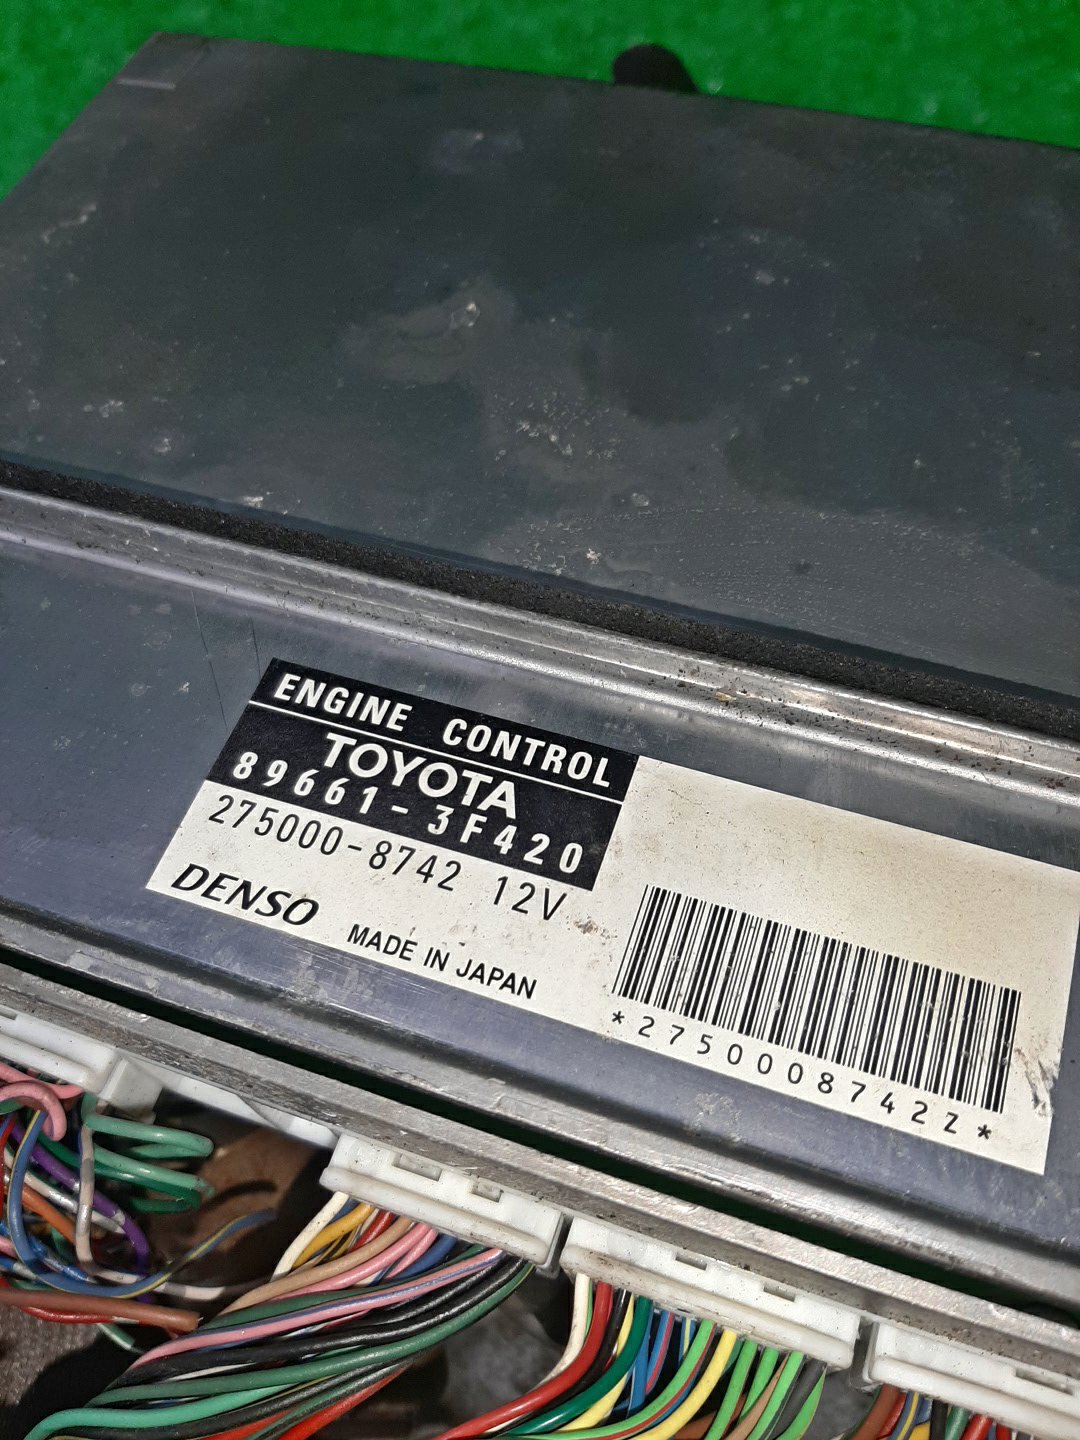 ENGINE CONTROL
TOYOTA
89661-3F420
275000-8742 12V
DENSO
MADE IN JAPAN
*2750008742Z*